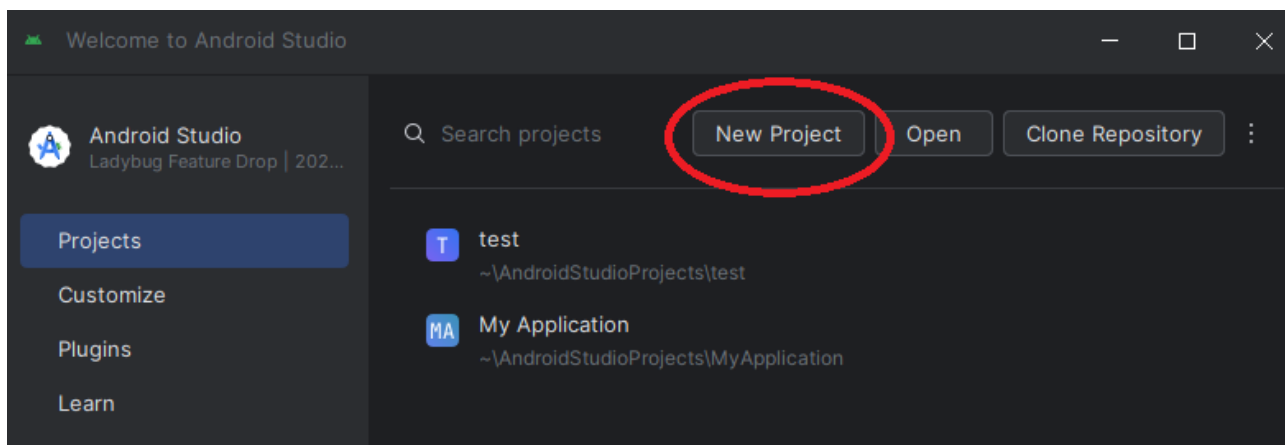 Welcome to Android Studio
Android Studio
Ladybug Feature Drop | 202...
Search projects
New Project
Open
Clone Repository
Projects
Customize
Plugins
Learn
T
test
~\AndroidStudioProjects\test
MA
My Application
~\AndroidStudioProjects\MyApplication